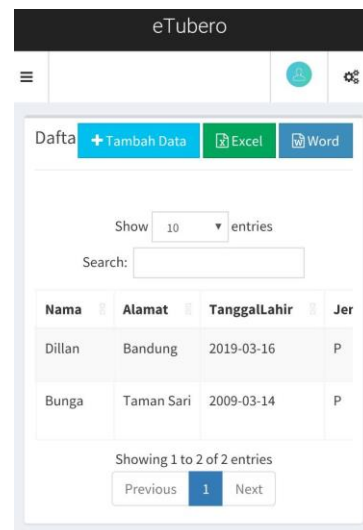 eTubero
Dafta
Tambah Data
Excel
Word
Show 10 entries
Search:
Nama Alamat TanggalLahir Jer
Dillan Bandung 2019-03-16 P
Bunga Taman Sari 2009-03-14 P
Showing 1 to 2 of 2 entries
Previous 1 Next